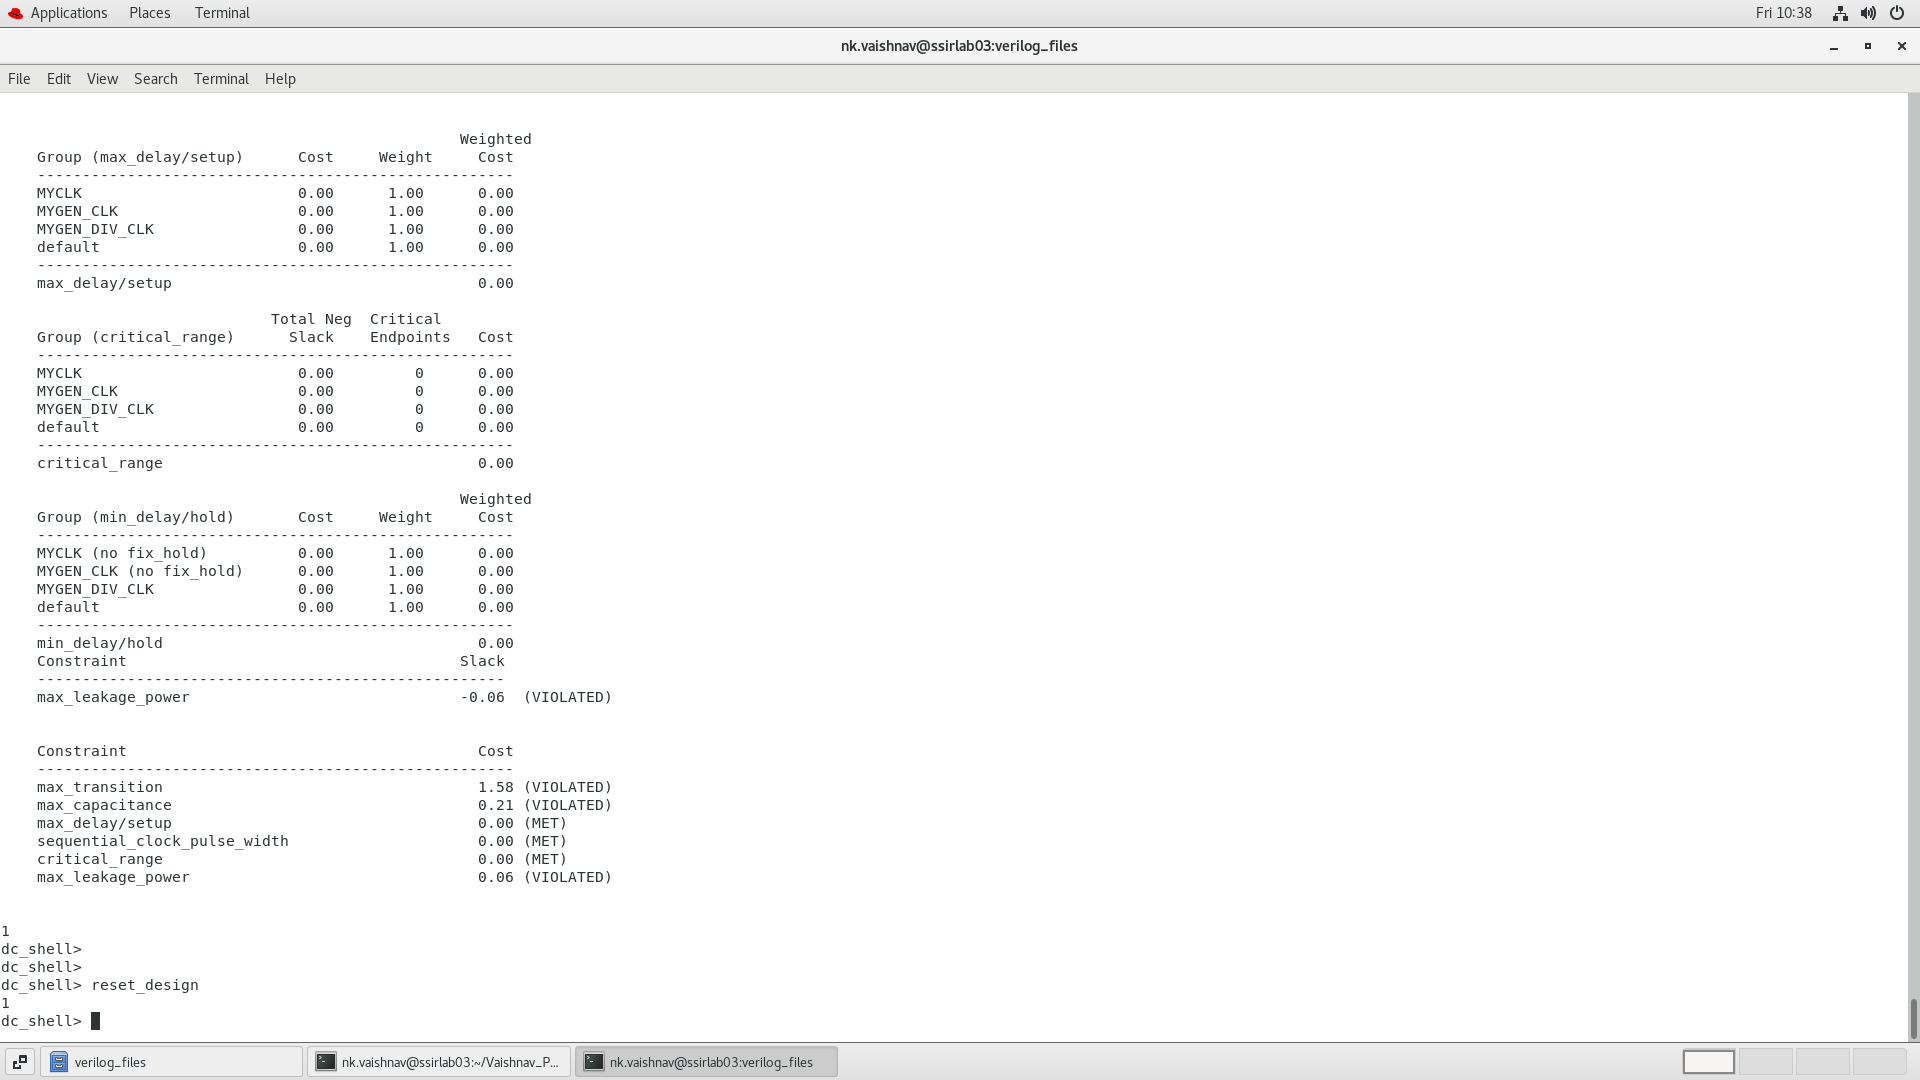 Applications Places Terminal Fri 10:38
nk.vaishnav@ssirlab03:verilog_files
File Edit View Search Terminal Help
Weighted
Group (max_delay/setup) Cost Weight Cost
-----------------------------------------------------
MYCLK 0.00 1.00 0.00
MYGEN_CLK 0.00 1.00 0.00
MYGEN_DIV_CLK 0.00 1.00 0.00
default 0.00 1.00 0.00
-----------------------------------------------------
max_delay/setup 0.00
Total Neg Critical
Group (critical_range) Slack Endpoints Cost
-----------------------------------------------------
MYCLK 0.00 0 0.00
MYGEN_CLK 0.00 0 0.00
MYGEN_DIV_CLK 0.00 0 0.00
default 0.00 0 0.00
-----------------------------------------------------
critical_range 0.00
Weighted
Group (min_delay/hold) Cost Weight Cost
-----------------------------------------------------
MYCLK (no fix_hold) 0.00 1.00 0.00
MYGEN_CLK (no fix_hold) 0.00 1.00 0.00
MYGEN_DIV_CLK 0.00 1.00 0.00
default 0.00 1.00 0.00
-----------------------------------------------------
min_delay/hold 0.00
Constraint Slack
----------------------------------------------------
max_leakage_power -0.06 (VIOLATED)
Constraint Cost
-----------------------------------------------------
max_transition 1.58 (VIOLATED)
max_capacitance 0.21 (VIOLATED)
max_delay/setup 0.00 (MET)
sequential_clock_pulse_width 0.00 (MET)
critical_range 0.00 (MET)
max_leakage_power 0.06 (VIOLATED)
1
dc_shell>
dc_shell>
dc_shell> reset_design
1
dc_shell>
verilog_files nk.vaishnav@ssirlab03:~/Vaishnav_P... nk.vaishnav@ssirlab03:verilog_files